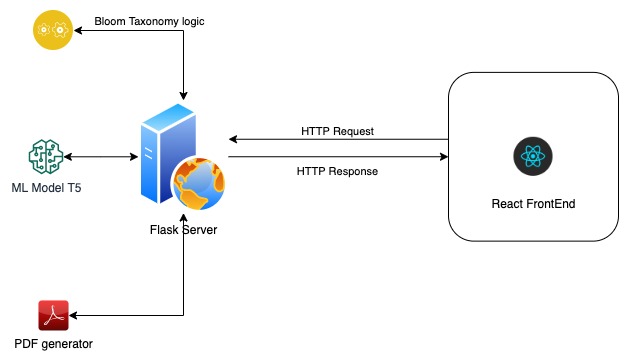 Bloom Taxonomy logic
HTTP Request
ML Model T5
HTTP Response
React FrontEnd
Flask Server
PDF generator